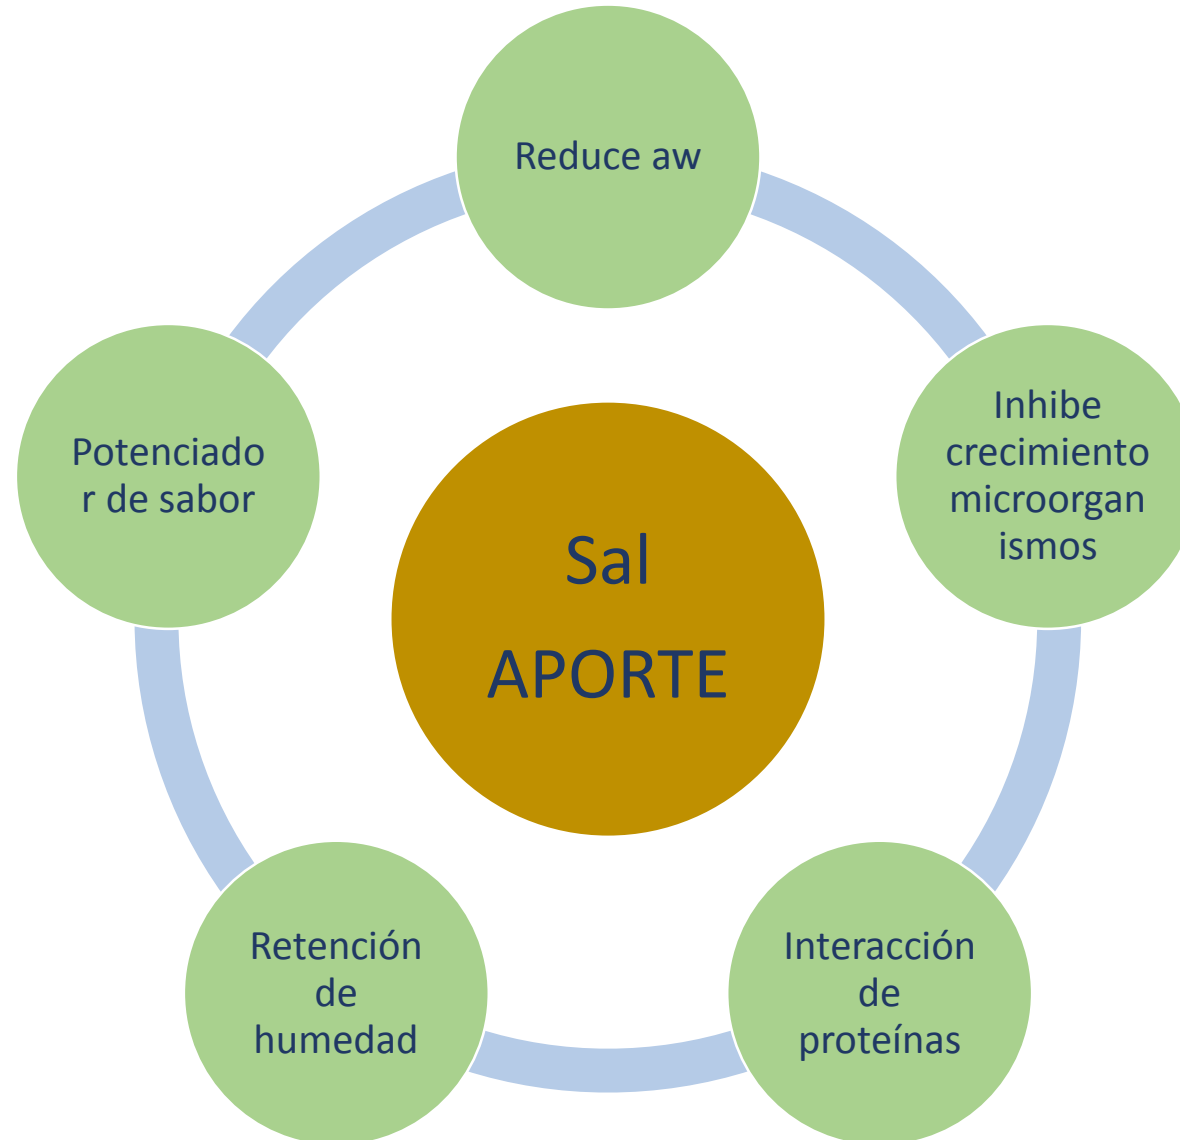 Reduce aw
Inhibe
crecimiento
microorgan
ismos
Interacción
de
proteínas
Retención
de
humedad
Potenciado
r de sabor
Sal
APORTE